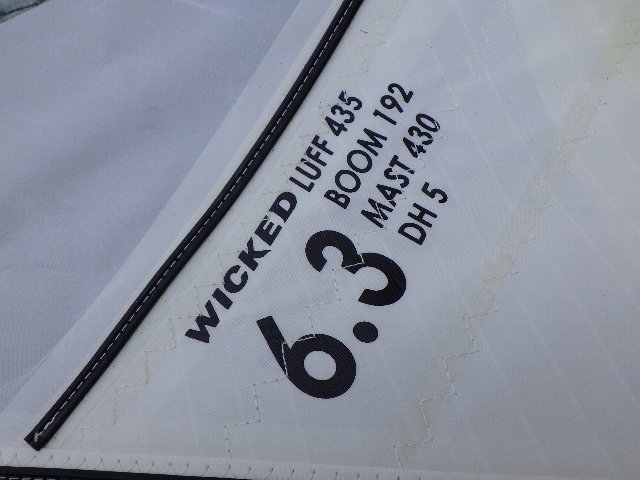 WICKED LUFF 435
BOOM 192
MAST 430
6.3 DH 5